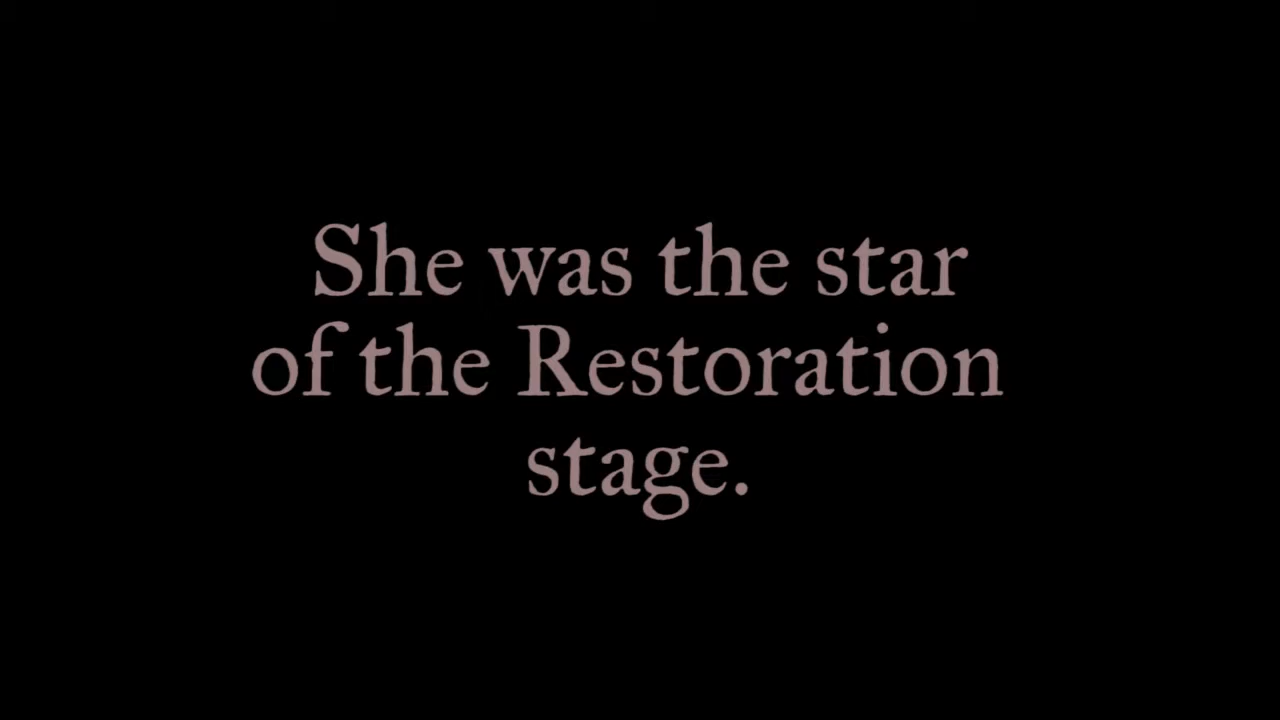 She was the star
of the Restoration
stage.